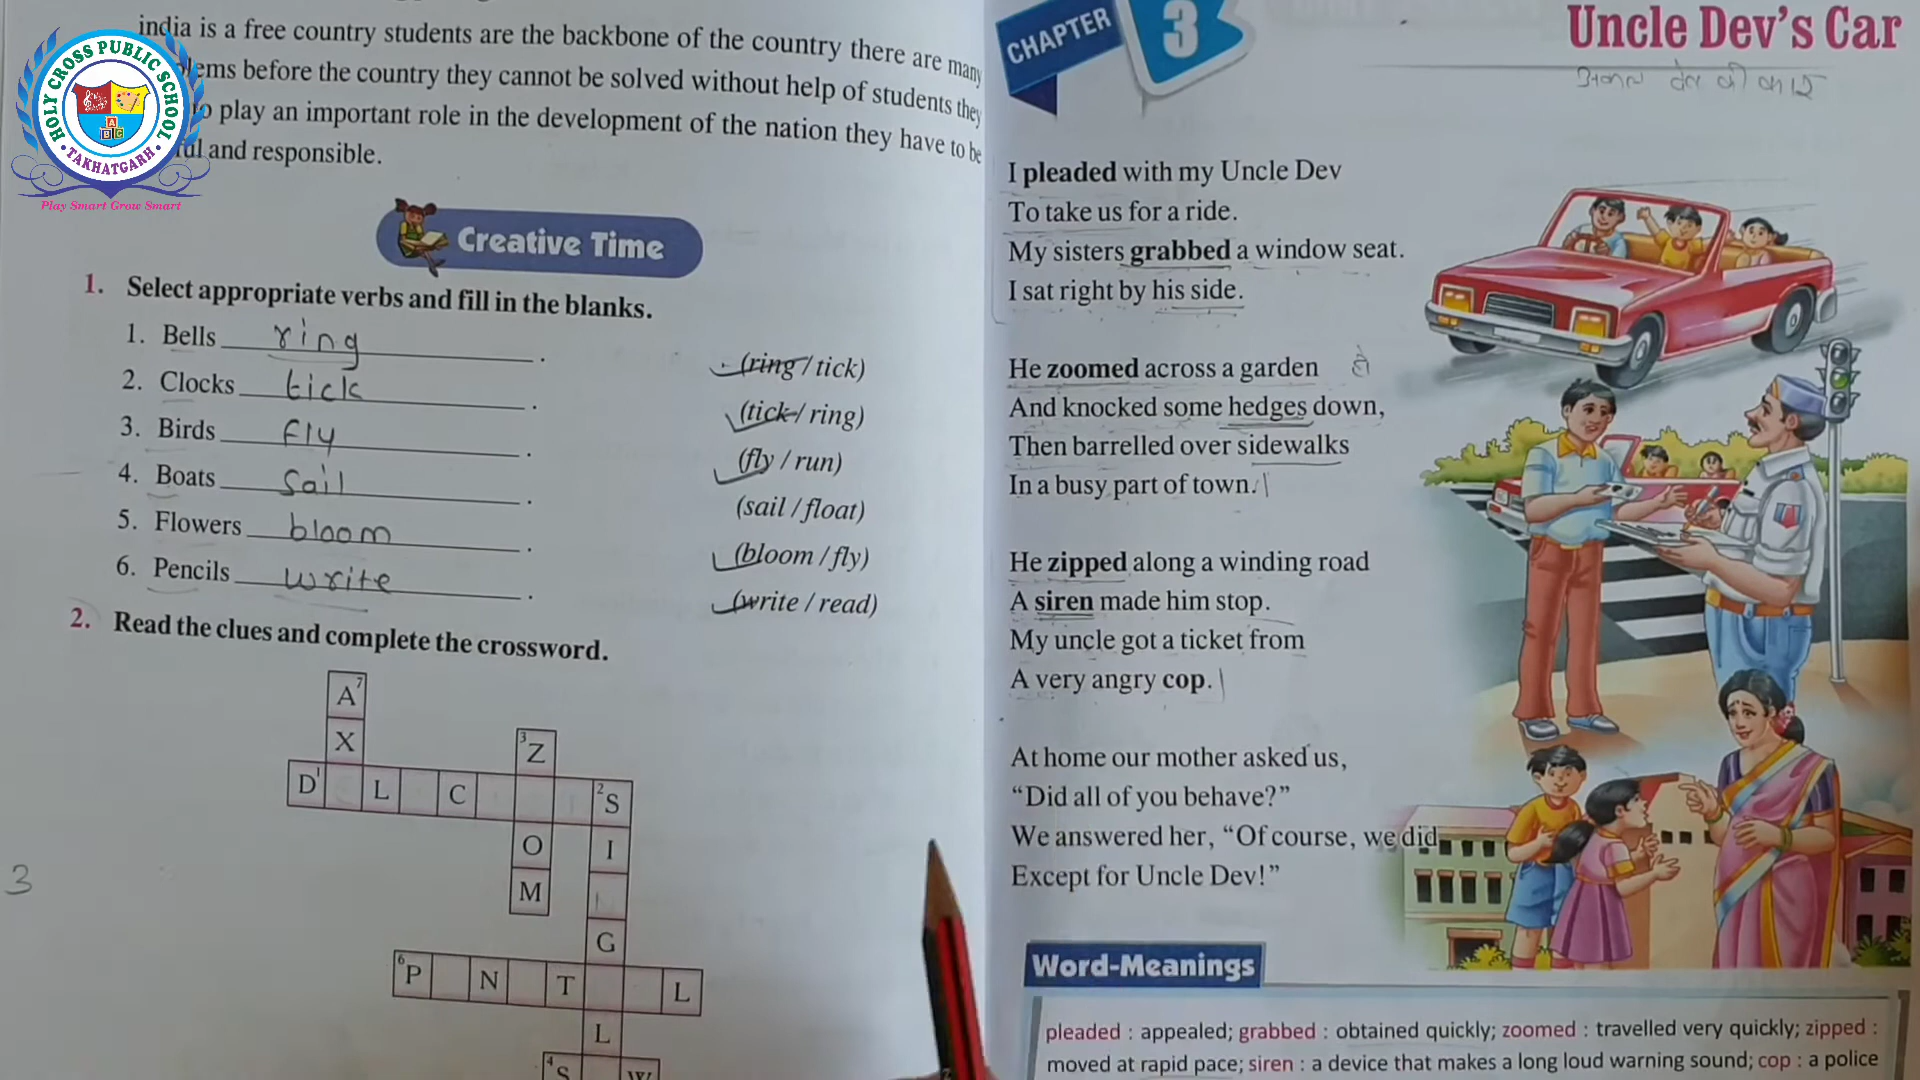 HOLY CROSS PUBLIC SCHOOL
TAKHATGARH
ABC
Play Smart Grow Smart
india is a free country students are the backbone of the country there are many
lems before the country they cannot be solved without help of students they
to play an important role in the development of the nation they have to be
ful and responsible.
Creative Time
1. Select appropriate verbs and fill in the blanks.
1. Bells ring . (ring / tick)
2. Clocks tick . (tick / ring)
3. Birds fly . (fly / run)
4. Boats sail . (sail / float)
5. Flowers bloom . (bloom / fly)
6. Pencils write . (write / read)
2. Read the clues and complete the crossword.
A 7
X
3 Z
D 1 L C 2 S
O I
M
G
6 P N T L
L
4 S W
3
CHAPTER 3
Uncle Dev's Car
I pleaded with my Uncle Dev
To take us for a ride.
My sisters grabbed a window seat.
I sat right by his side.
He zoomed across a garden
And knocked some hedges down,
Then barrelled over sidewalks
In a busy part of town.
He zipped along a winding road
A siren made him stop.
My uncle got a ticket from
A very angry cop.
At home our mother asked us,
“Did all of you behave?”
We answered her, “Of course, we did
Except for Uncle Dev!”
Word-Meanings
pleaded : appealed; grabbed : obtained quickly; zoomed : travelled very quickly; zipped :
moved at rapid pace; siren : a device that makes a long loud warning sound; cop : a police